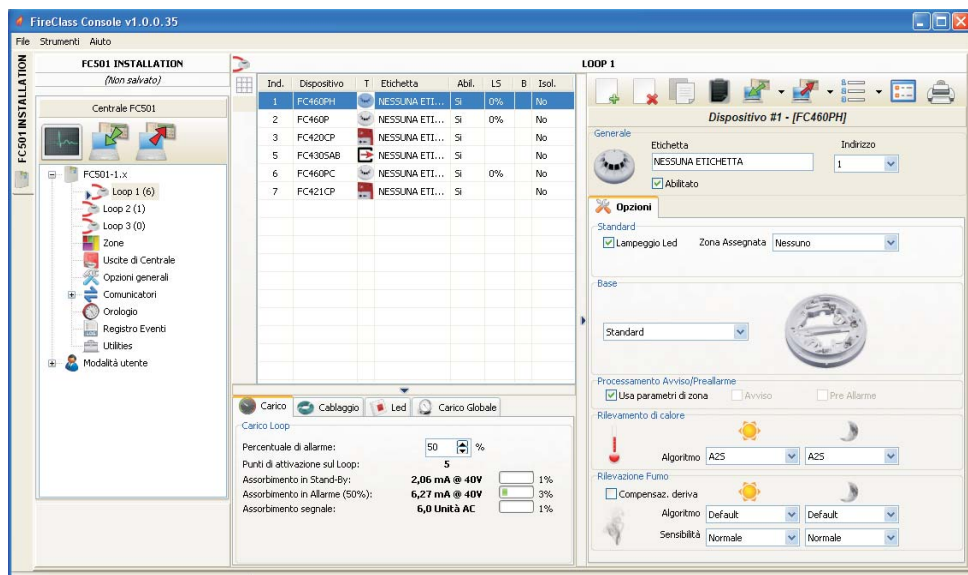 FireClass Console v1.0.0.35
File Strumenti Aiuto
FC501 INSTALLATION
FC501 INSTALLATION
(Non salvato)
Centrale FC501
FC501-1.x
Loop 1 (6)
Loop 2 (1)
Loop 3 (0)
Zone
Uscite di Centrale
Opzioni generali
Comunicatori
Orologio
Registro Eventi
Utilities
Modalità utente
Ind. Dispositivo T Etichetta Abil. LS B Isol.
1 FC460PH NESSUNA ETI... Si 0% No
2 FC460P NESSUNA ETI... Si 0% No
3 FC420CP NESSUNA ETI... Si No
5 FC430SAB NESSUNA ETI... Si No
6 FC460PC NESSUNA ETI... Si 0% No
7 FC421CP NESSUNA ETI... Si No
Carico Cablaggio Led Carico Globale
Carico Loop
Percentuale di allarme: 50 %
Punti di attivazione sul Loop: 5
Assorbimento in Stand-By: 2,06 mA @ 40V 1%
Assorbimento in Allarme (50%): 6,27 mA @ 40V 3%
Assorbimento segnale: 6,0 Unità AC 1%
LOOP 1
Dispositivo #1 - [FC460PH]
Generale
Etichetta Indirizzo
NESSUNA ETICHETTA 1
Abilitato
Opzioni
Standard
Lampeggio Led Zona Assegnata Nessuno
Base
Standard
Processamento Avviso/Preallarme
Usa parametri di zona Avviso Pre Allarme
Rilevamento di calore
Algoritmo A2S A2S
Rilevazione Fumo
Compensaz. deriva
Algoritmo Default Default
Sensibilità Normale Normale